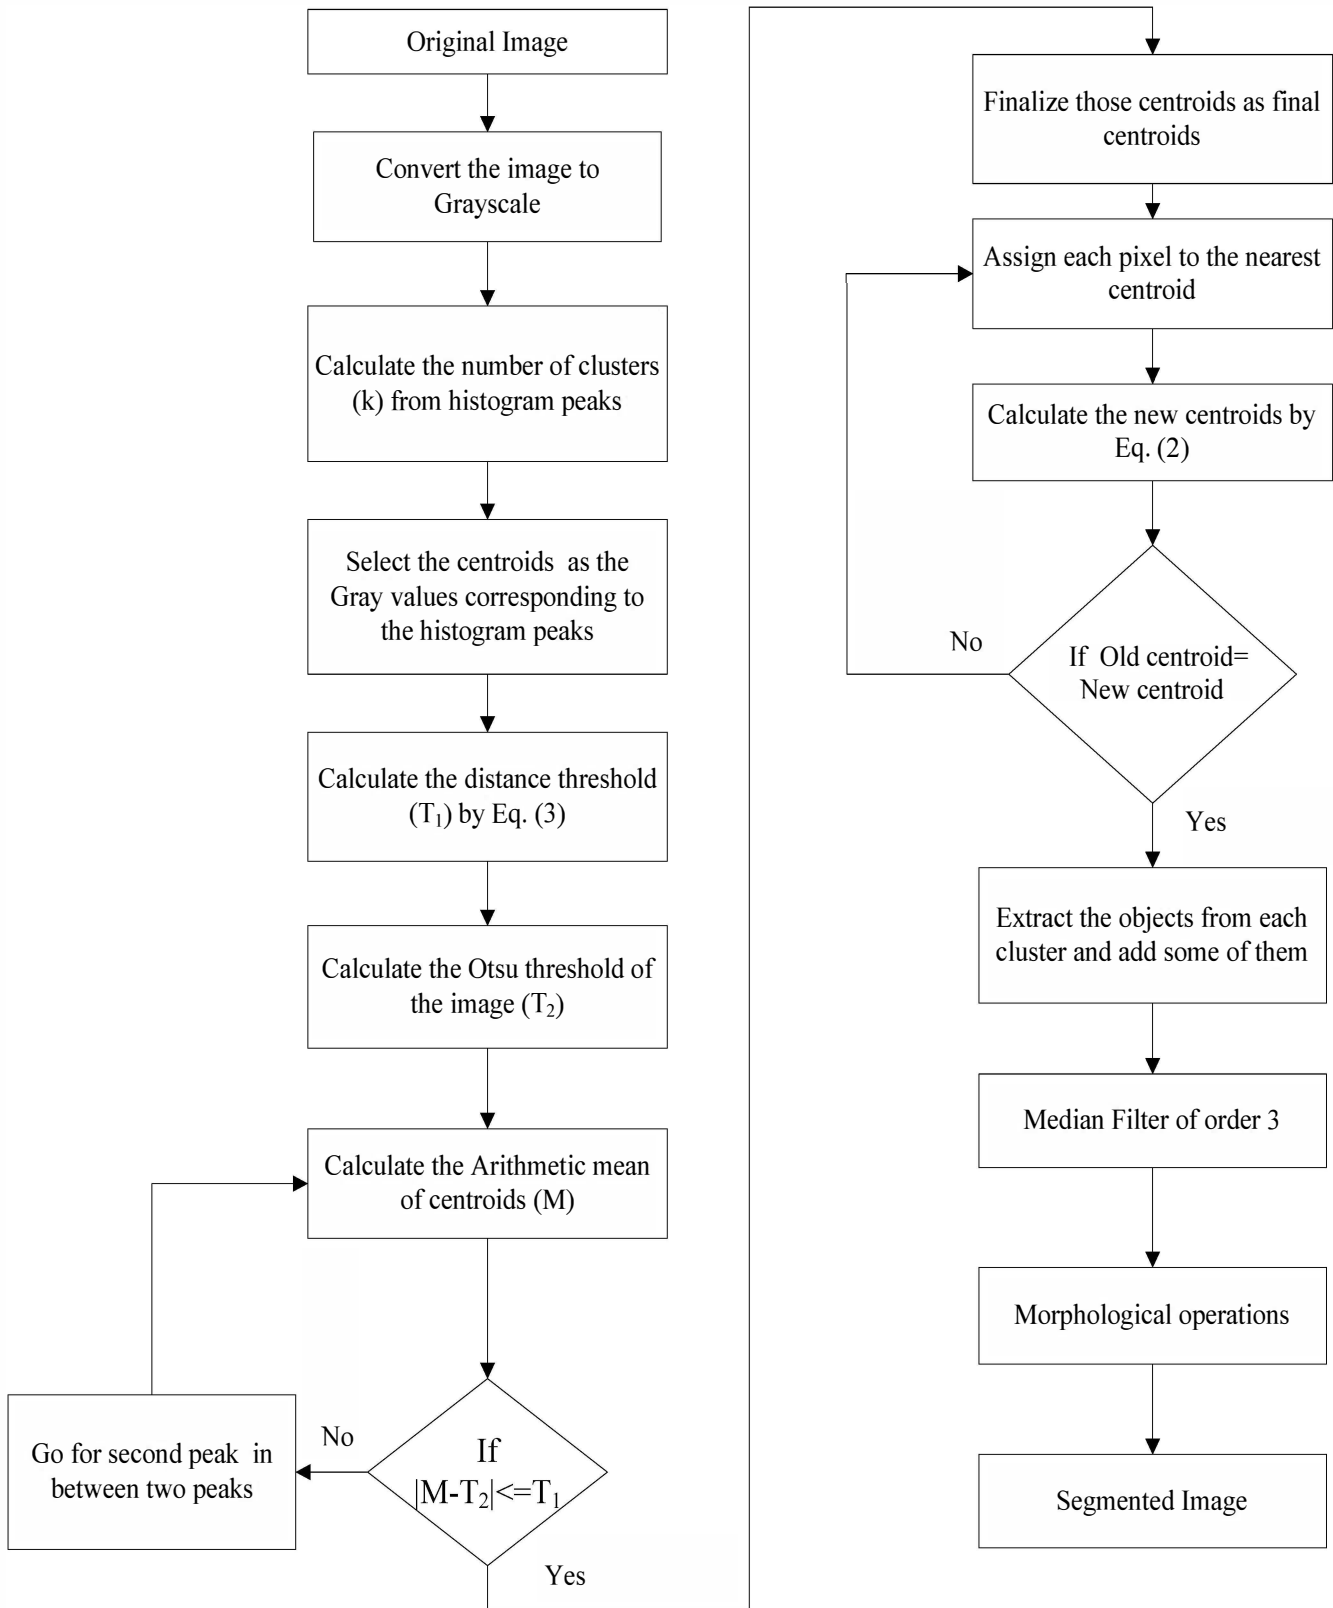 Original Image
Convert the image to
Grayscale
Calculate the number of clusters
(k) from histogram peaks
Select the centroids as the
Gray values corresponding to
the histogram peaks
Calculate the distance threshold
(T₁) by Eq. (3)
Calculate the Otsu threshold of
the image (T₂)
Calculate the Arithmetic mean
of centroids (M)
If
|M-T₂|<=T₁
No
Go for second peak in
between two peaks
Yes
Finalize those centroids as final
centroids
Assign each pixel to the nearest
centroid
Calculate the new centroids by
Eq. (2)
If Old centroid=
New centroid
No
Yes
Extract the objects from each
cluster and add some of them
Median Filter of order 3
Morphological operations
Segmented Image